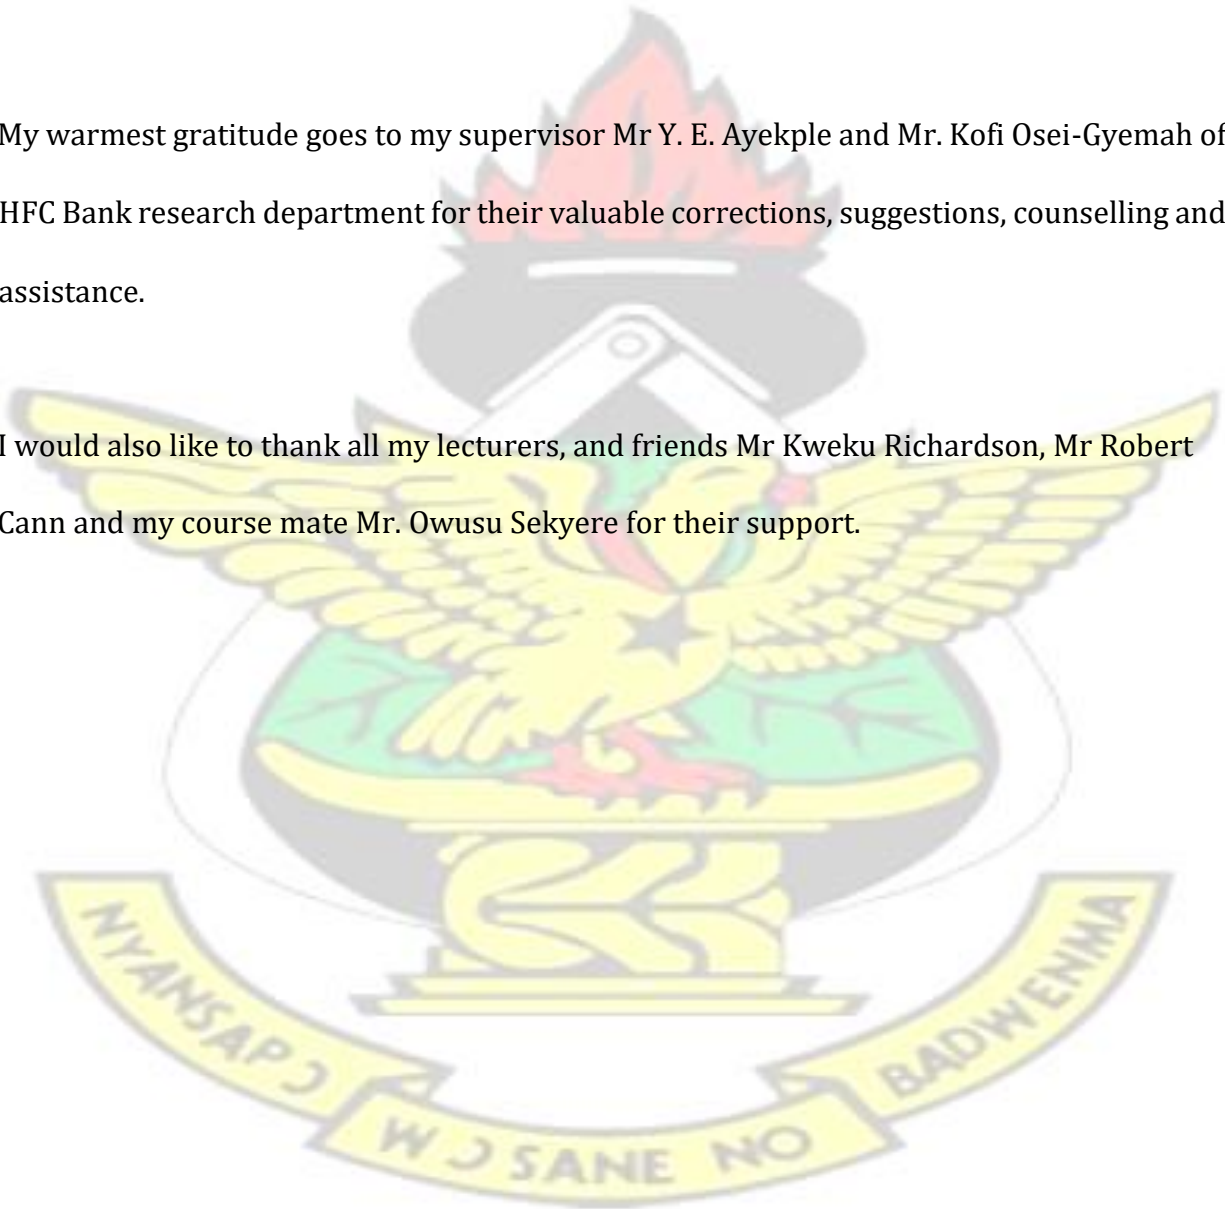 My warmest gratitude goes to my supervisor Mr Y. E. Ayekple and Mr. Kofi Osei-Gyemah of
HFC Bank research department for their valuable corrections, suggestions, counselling and
assistance.
I would also like to thank all my lecturers, and friends Mr Kweku Richardson, Mr Robert
Cann and my course mate Mr. Owusu Sekyere for their support.
NYANSAPƆ
WƆSANE NO
BADWENMA